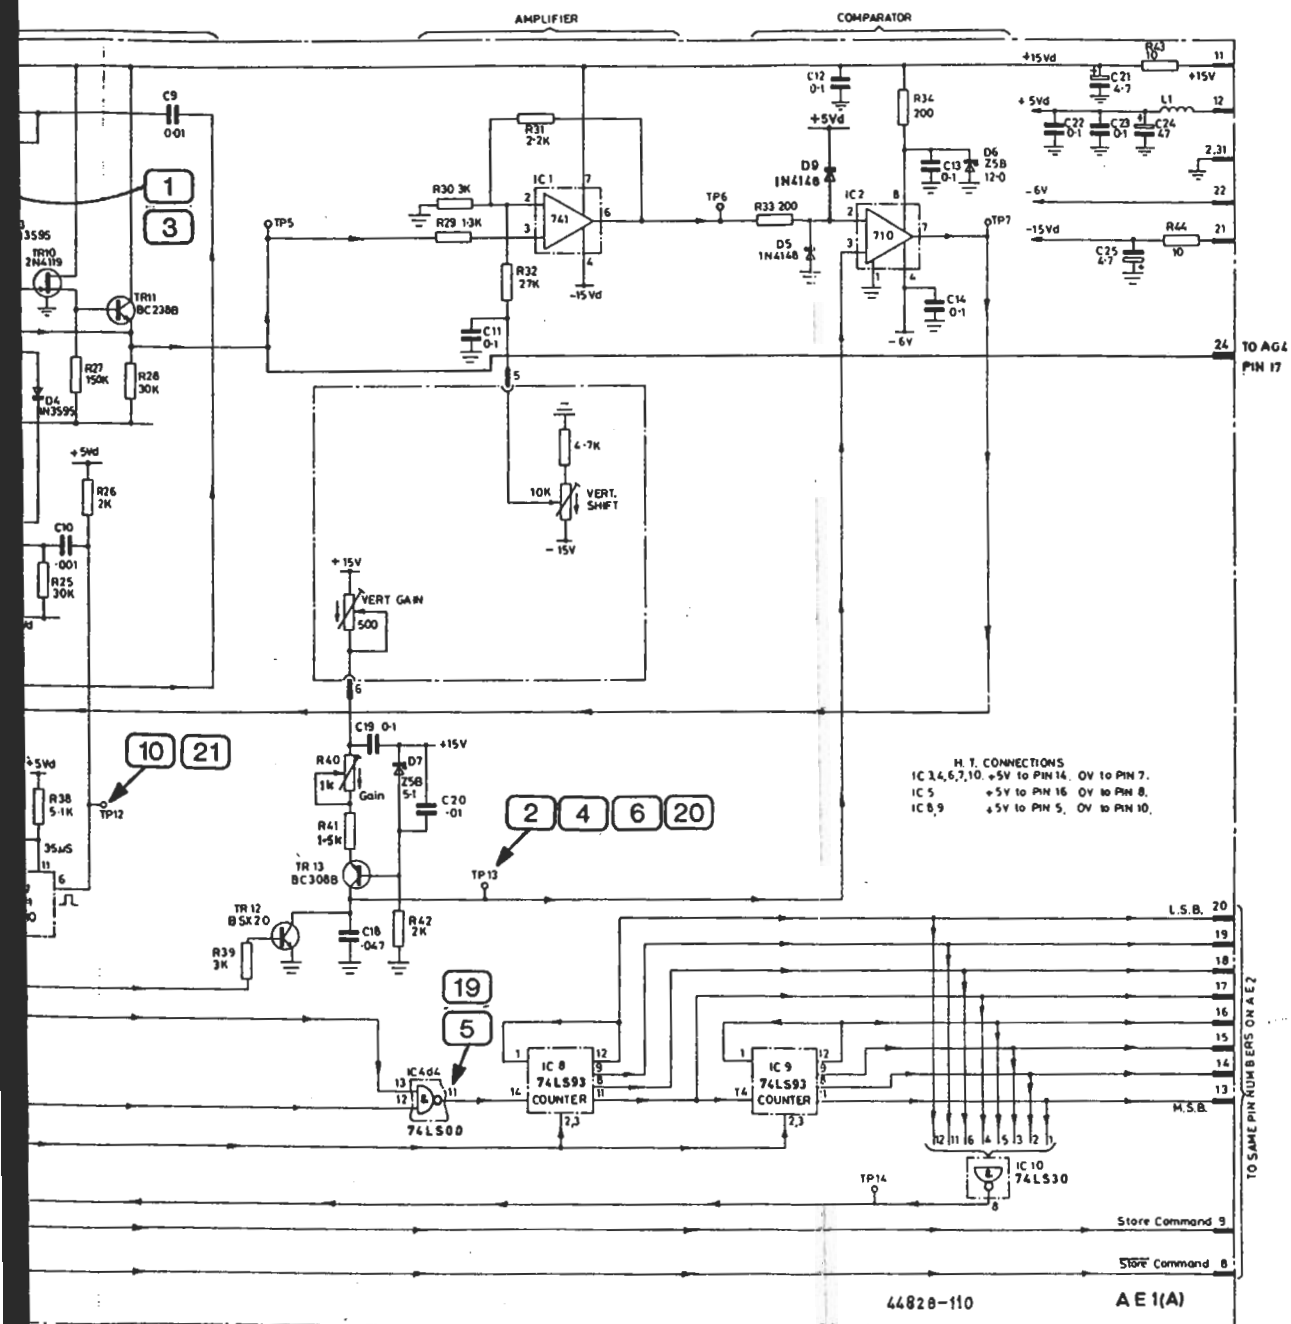 AMPLIFIER
COMPARATOR
C9
0·01
R31
2·2K
C12
0·1
+5Vd
R34
200
+15Vd
C21
4·7
R43
10
11
+15V
+5Vd
L1
12
C22
0·1
C23
0·1
C24
47
2,31
-6V
22
-15Vd
21
C25
4·7
R44
10
1
3
TP5
R30 3K
R29 1·3K
IC1
7
2
741
6
3
4
-15Vd
R32
27K
C11
0·1
5
TP6
R33 200
D9
1N4148
D5
1N4148
IC2
8
2
710
7
3
1
4
C13
0·1
D6
Z5B
12·0
TP7
C14
0·1
-6V
24
TO AG4
PIN 17
TR10
2N4119
TR11
BC238B
R27
150K
R28
30K
D4
1N3595
+5Vd
R26
2K
C10
·001
R25
30K
4·7K
10K
VERT.
SHIFT
-15V
+15V
VERT GAIN
500
6
C19 0·1
+15V
R40
1k
Gain
D7
Z5B
5·1
C20
·01
R41
1·5K
TR13
BC308B
TR12
BSX20
C18
·047
R42
2K
R39
3K
10 21
TP12
+5Vd
R38
5·1K
35µS
11
6
2 4 6 20
TP13
H.T. CONNECTIONS
IC 3,4,6,7,10. +5V to PIN 14. 0V to PIN 7.
IC 5 +5V to PIN 16 0V to PIN 8.
IC 8,9 +5V to PIN 5. 0V to PIN 10.
L.S.B. 20
19
18
17
16
15
14
13
M.S.B.
TO SAME PIN NUMBERS ON AE2
19
5
IC4d4
13
12
&
11
74LS00
1
IC 8
74LS93
COUNTER
12
9
8
11
14
2,3
1
IC 9
74LS93
COUNTER
12
9
8
14
2,3
12 11 6 4 5 3 2 1
&
IC 10
74LS30
8
TP14
Store Command 9
Store Command 8
44828-110
AE1(A)